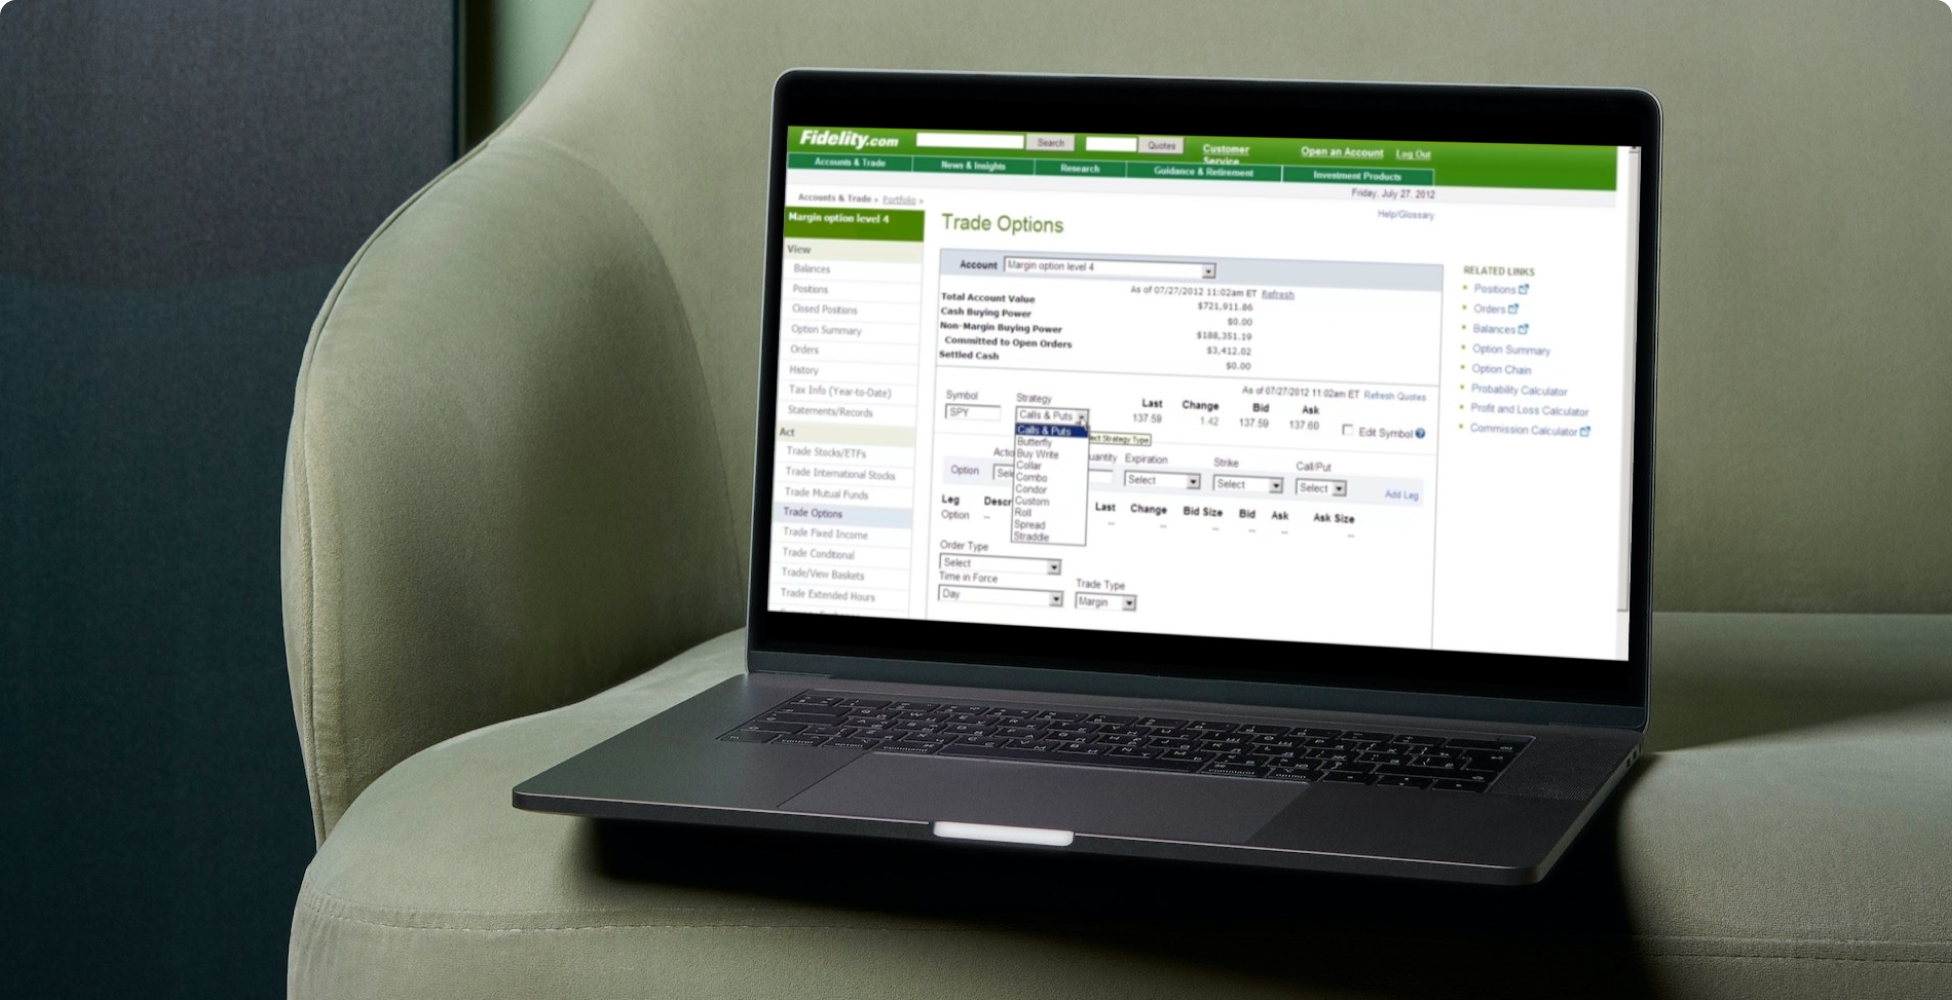 Fidelity.com Search Quotes Customer Service Open an Account Log Out
Accounts & Trade News & Insights Research Guidance & Retirement Investment Products
Friday, July 27, 2012
Accounts & Trade > Portfolio >
Help/Glossary
Margin option level 4
View
Balances
Positions
Closed Positions
Option Summary
Orders
History
Tax Info (Year-to-Date)
Statements/Records
Act
Trade Stocks/ETFs
Trade International Stocks
Trade Mutual Funds
Trade Options
Trade Fixed Income
Trade Conditional
Trade/View Baskets
Trade Extended Hours
Trade Options
Account Margin option level 4
As of 07/27/2012 11:02am ET Refresh
Total Account Value $721,911.86
Cash Buying Power $0.00
Non-Margin Buying Power $188,351.19
Committed to Open Orders $3,412.02
Settled Cash $0.00
As of 07/27/2012 11:02am ET Refresh Quotes
Symbol Strategy Last Change Bid Ask
SPY Calls & Puts 137.59 1.42 137.59 137.60 Edit Symbol
Calls & Puts
Butterfly
Buy Write
Collar
Combo
Condor
Custom
Roll
Spread
Straddle
ect Strategy Type
Actio uantity Expiration Strike Call/Put
Option Sel Select Select Select Add Leg
Leg Descr Last Change Bid Size Bid Ask Ask Size
Option -- -- -- -- -- -- --
Order Type
Select
Time in Force Trade Type
Day Margin
RELATED LINKS
Positions
Orders
Balances
Option Summary
Option Chain
Probability Calculator
Profit and Loss Calculator
Commission Calculator